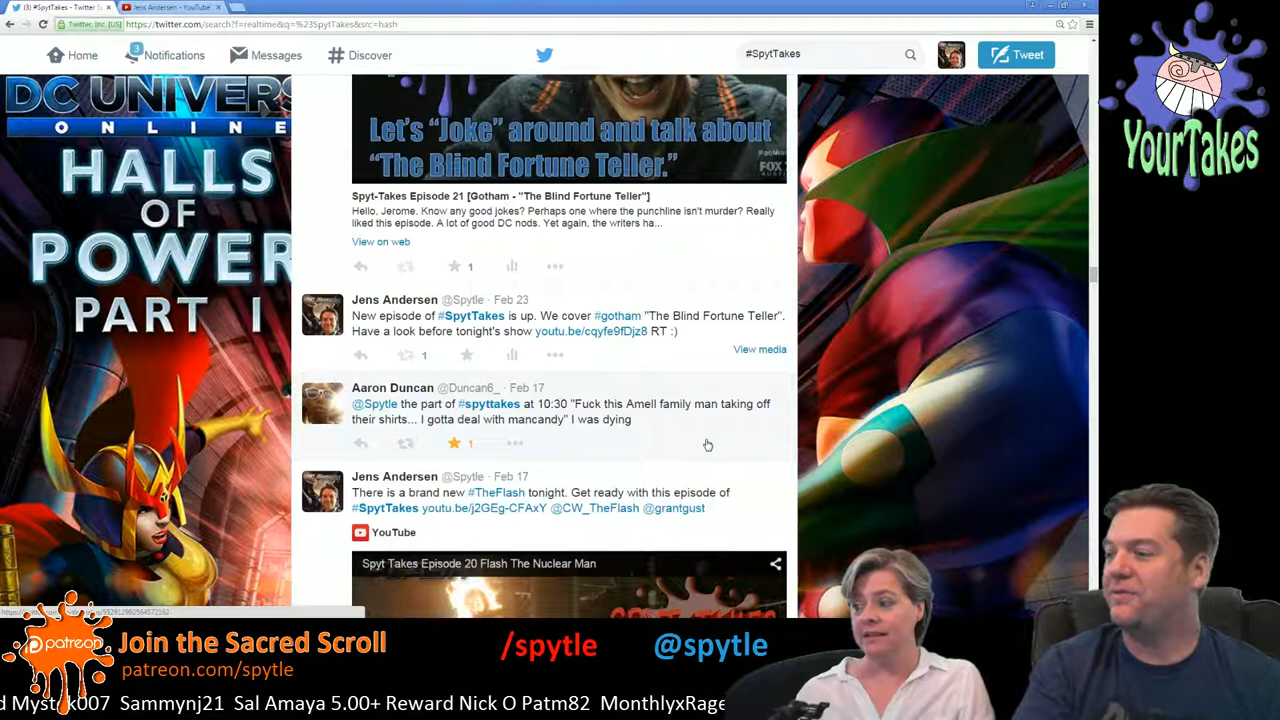 (3) #SpytTakes - Twitter S
Jens Andersen - YouTube
Twitter, Inc. [US] https://twitter.com/search?f=realtime&q=%23SpytTakes&src=hash
Home
3
Notifications
Messages
Discover
#SpytTakes
Tweet
DC UNIVERS
ONLINE
HALLS
OF
POWER
PART I
YourTakes
Let's "Joke" around and talk about
"The Blind Fortune Teller."
FOX
Spyt-Takes Episode 21 [Gotham - "The Blind Fortune Teller"]
Hello, Jerome. Know any good jokes? Perhaps one where the punchline isn't murder? Really
liked this episode. A lot of good DC nods. Yet again, the writers ha...
View on web
1
Jens Andersen @Spytle · Feb 23
New episode of #SpytTakes is up. We cover #gotham "The Blind Fortune Teller".
Have a look before tonight's show youtu.be/cqyfe9fDjz8 RT :)
1
View media
Aaron Duncan @Duncan6_ · Feb 17
@Spytle the part of #spyttakes at 10:30 "Fuck this Amell family man taking off
their shirts... I gotta deal with mancandy" I was dying
1
Jens Andersen @Spytle · Feb 17
There is a brand new #TheFlash tonight. Get ready with this episode of
#SpytTakes youtu.be/j2GEg-CFAxY @CW_TheFlash @grantgust
YouTube
Spyt Takes Episode 20 Flash The Nuclear Man
patreon
Join the Sacred Scroll
patreon.com/spytle
/spytle
@spytle
d Mystek007 Sammynj21 Sal Amaya 5.00+ Reward Nick O Patm82 MonthlyxRage